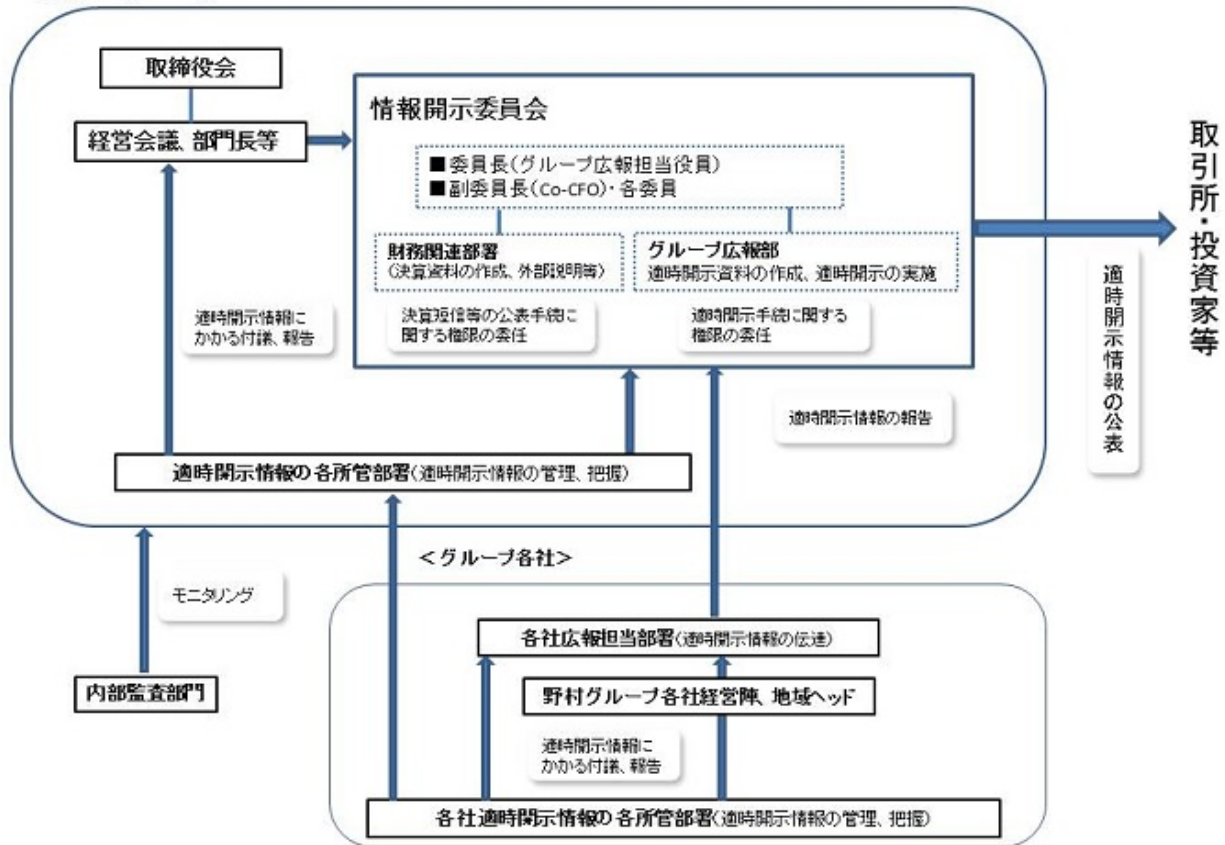 取締役会
経営会議、部門長等
情報開示委員会
■委員長(グループ広報担当役員)
■副委員長(Co-CFO)・各委員
財務関連部署
(決算資料の作成、外部説明等)
グループ広報部
適時開示資料の作成、適時開示の実施
決算短信等の公表手続に
関する権限の委任
適時開示手続に関する
権限の委任
適時開示情報に
かかる付議、報告
取引所・投資家等
適時開示情報の公表
適時開示情報の報告
適時開示情報の各所管部署(適時開示情報の管理、把握)
<グループ各社>
モニタリング
内部監査部門
各社広報担当部署(適時開示情報の伝達)
野村グループ各社経営陣、地域ヘッド
適時開示情報に
かかる付議、報告
各社適時開示情報の各所管部署(適時開示情報の管理、把握)